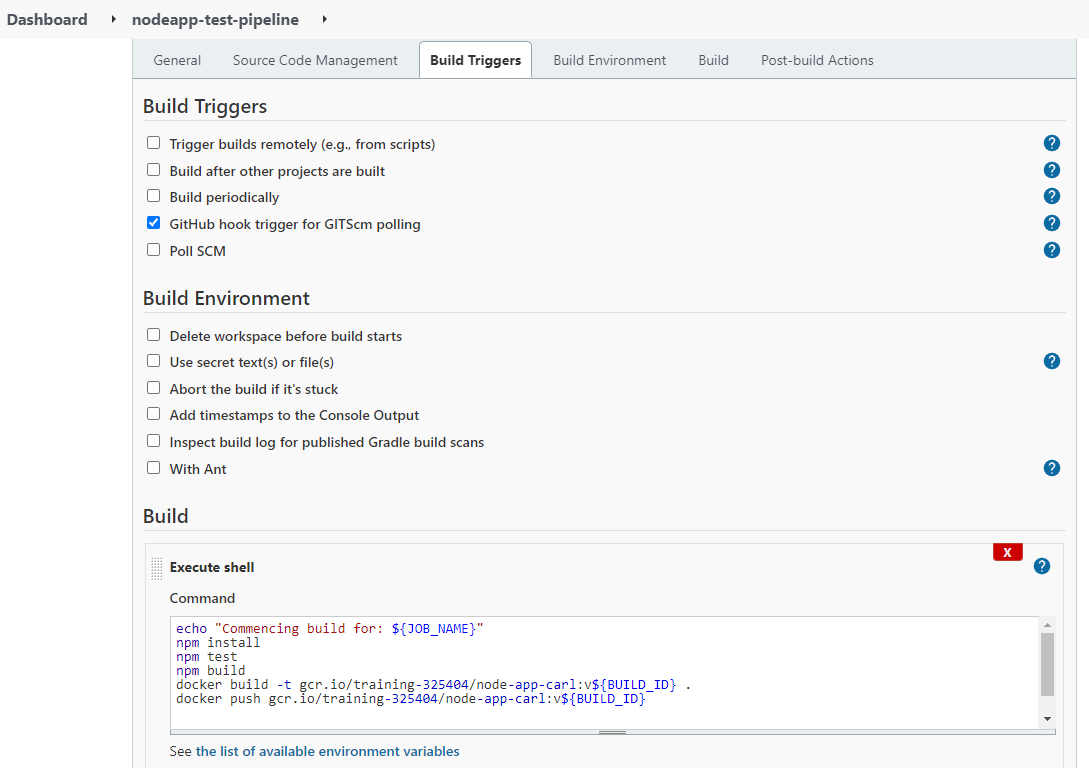 Dashboard nodeapp-test-pipeline
General Source Code Management Build Triggers Build Environment Build Post-build Actions
Build Triggers
Trigger builds remotely (e.g., from scripts) ?
Build after other projects are built ?
Build periodically ?
GitHub hook trigger for GITScm polling ?
Poll SCM ?
Build Environment
Delete workspace before build starts
Use secret text(s) or file(s) ?
Abort the build if it's stuck
Add timestamps to the Console Output
Inspect build log for published Gradle build scans
With Ant ?
Build
X
Execute shell ?
Command
echo "Commencing build for: ${JOB_NAME}"
npm install
npm test
npm build
docker build -t gcr.io/training-325404/node-app-carl:v${BUILD_ID} .
docker push gcr.io/training-325404/node-app-carl:v${BUILD_ID}
See the list of available environment variables